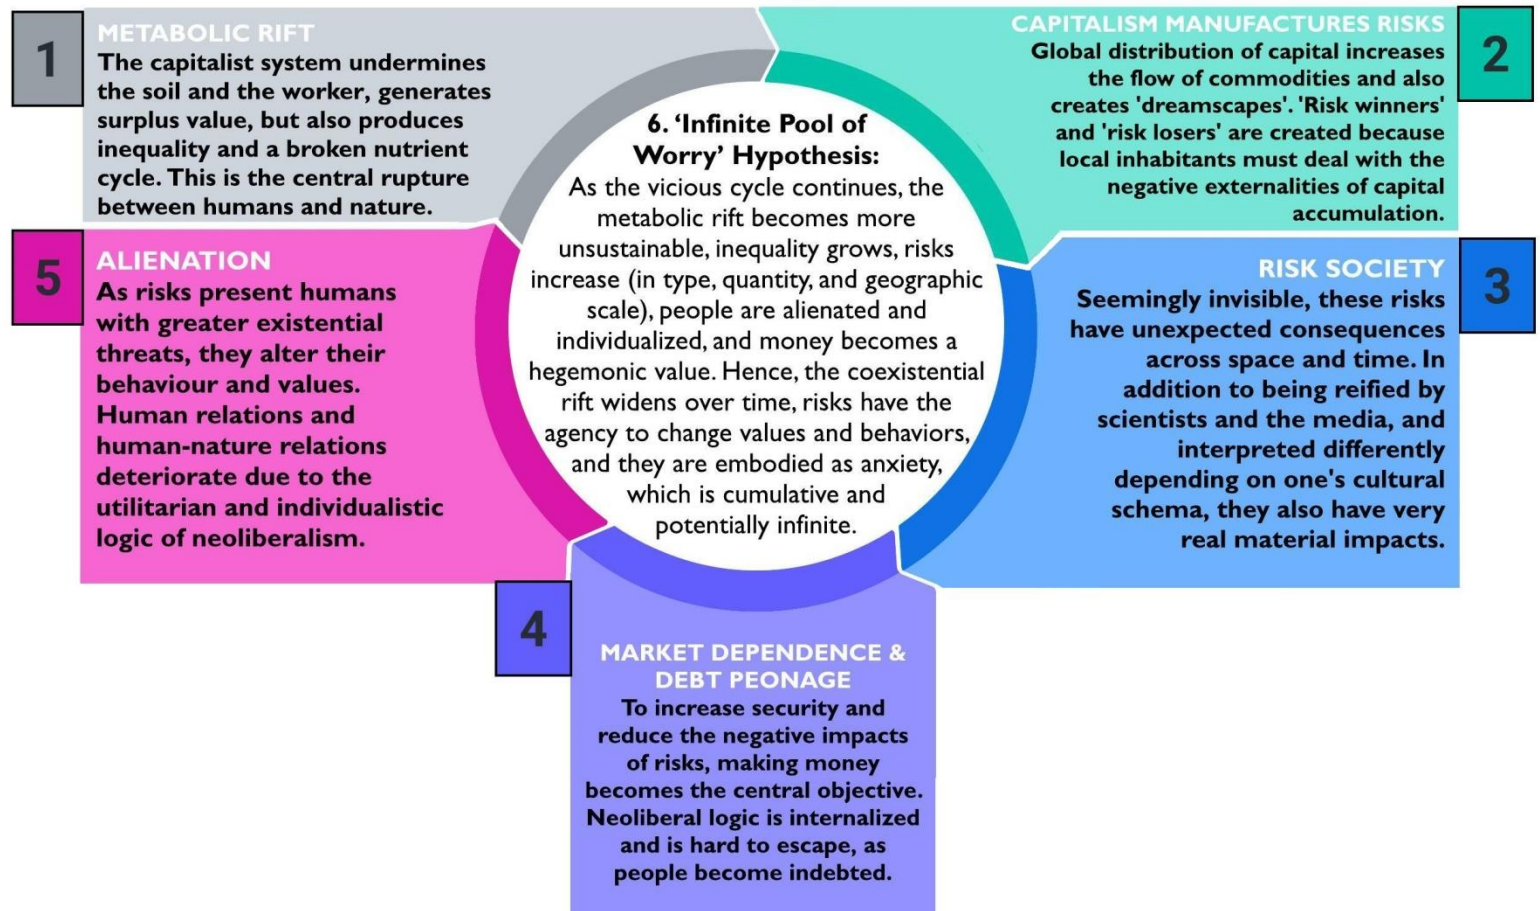 1
METABOLIC RIFT
The capitalist system undermines
the soil and the worker, generates
surplus value, but also produces
inequality and a broken nutrient
cycle. This is the central rupture
between humans and nature.
2
CAPITALISM MANUFACTURES RISKS
Global distribution of capital increases
the flow of commodities and also
creates 'dreamscapes'. 'Risk winners'
and 'risk losers' are created because
local inhabitants must deal with the
negative externalities of capital
accumulation.
3
RISK SOCIETY
Seemingly invisible, these risks
have unexpected consequences
across space and time. In
addition to being reified by
scientists and the media, and
interpreted differently
depending on one's cultural
schema, they also have very
real material impacts.
4
MARKET DEPENDENCE &
DEBT PEONAGE
To increase security and
reduce the negative impacts
of risks, making money
becomes the central objective.
Neoliberal logic is internalized
and is hard to escape, as
people become indebted.
5
ALIENATION
As risks present humans
with greater existential
threats, they alter their
behaviour and values.
Human relations and
human-nature relations
deteriorate due to the
utilitarian and individualistic
logic of neoliberalism.
6. ‘Infinite Pool of
Worry’ Hypothesis:
As the vicious cycle continues, the
metabolic rift becomes more
unsustainable, inequality grows, risks
increase (in type, quantity, and geographic
scale), people are alienated and
individualized, and money becomes a
hegemonic value. Hence, the coexistential
rift widens over time, risks have the
agency to change values and behaviors,
and they are embodied as anxiety,
which is cumulative and
potentially infinite.